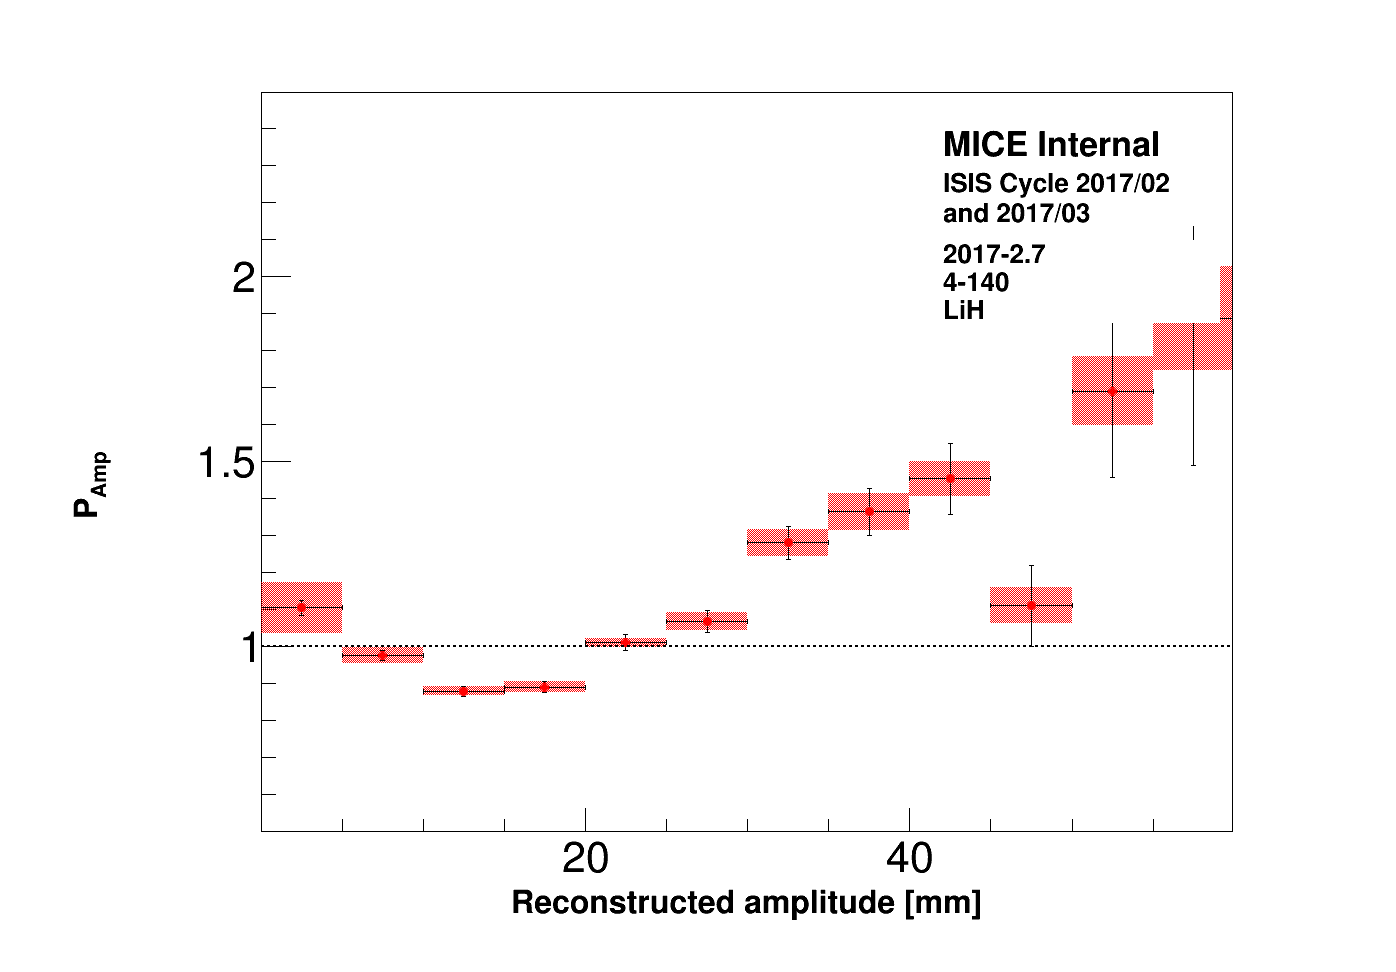 MICE Internal
ISIS Cycle 2017/02
and 2017/03
2017-2.7
4-140
LiH
2
1.5
1
P_Amp
20 40
Reconstructed amplitude [mm]